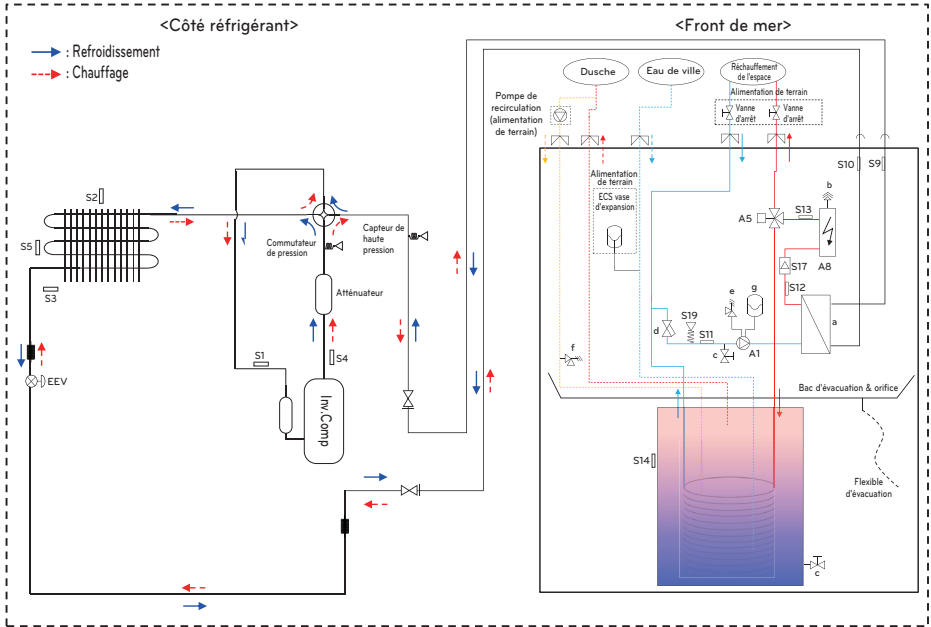 <Côté réfrigérant>
<Front de mer>
: Refroidissement
: Chauffage
Dusche
Eau de ville
Réchauffement
de l'espace
Alimentation de terrain
Vanne
d'arrêt
Vanne
d'arrêt
Pompe de
recirculation
(alimentation
de terrain)
S10
S9
S2
S5
S3
EEV
Commutateur
de pression
Capteur de
haute
pression
Atténuateur
S1
S4
Inv.Comp
Alimentation
de terrain
ECS vase
d'expansion
b
A5
S13
A8
S17
S12
a
e
g
S19
d
S11
c
A1
f
Bac d'évacuation & orifice
S14
Flexible
d'évacuation
c